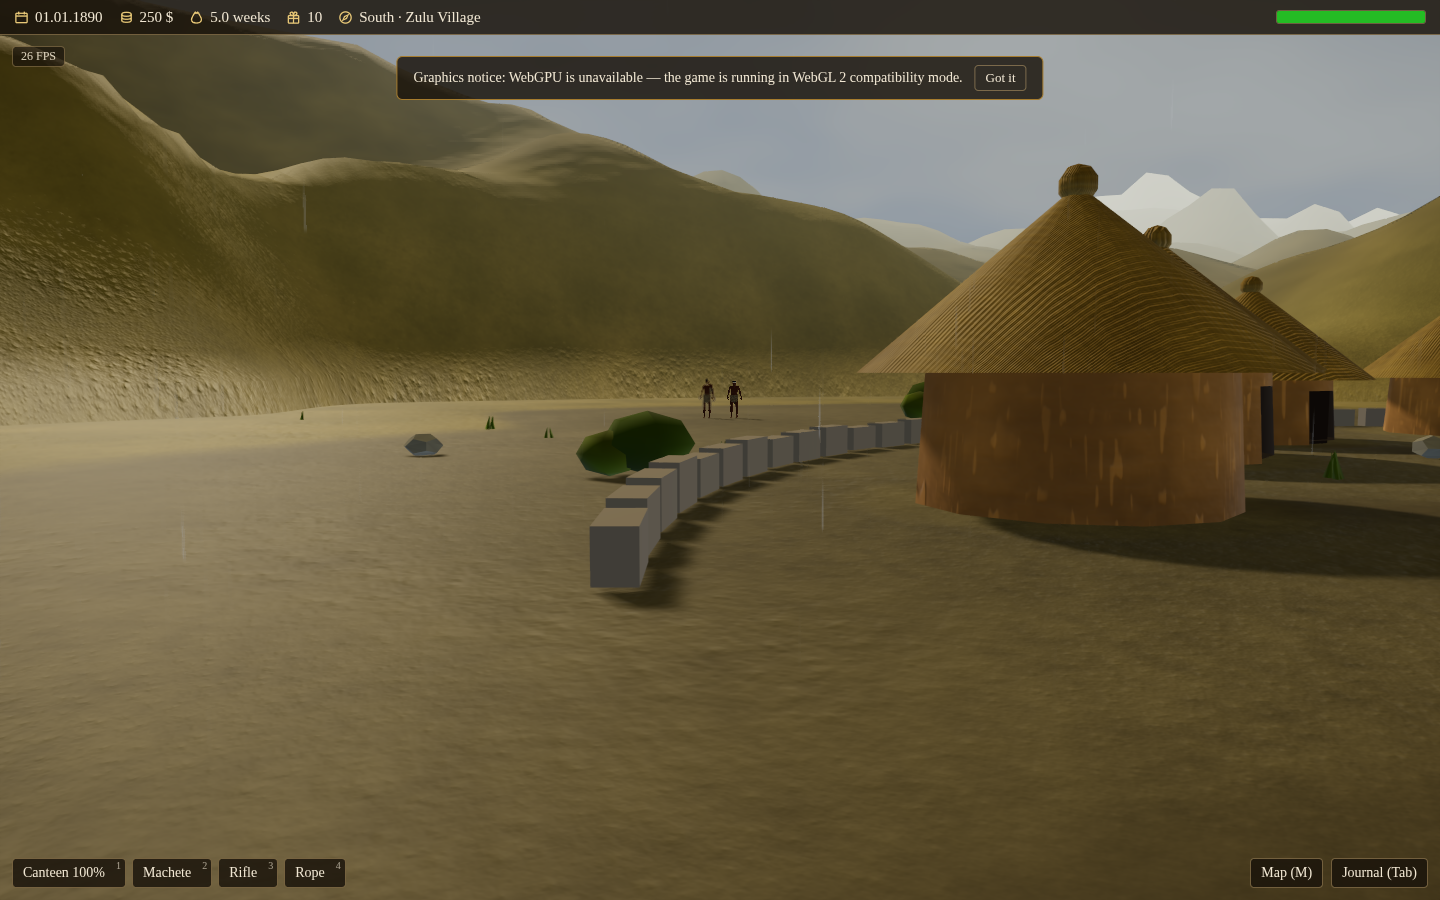 01.01.1890 250 $ 5.0 weeks 10 South · Zulu Village
26 FPS
Graphics notice: WebGPU is unavailable — the game is running in WebGL 2 compatibility mode. Got it
Canteen 100% 1 Machete 2 Rifle 3 Rope 4 Map (M) Journal (Tab)